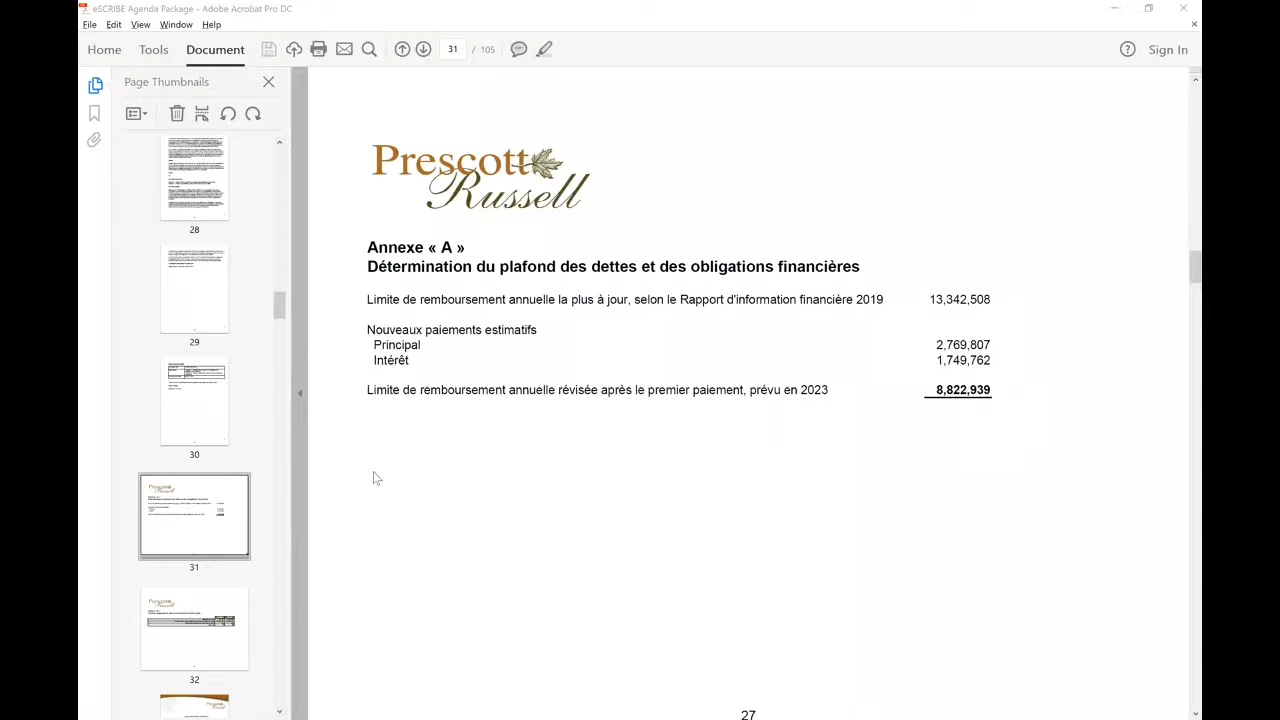 eSCRIBE Agenda Package - Adobe Acrobat Pro DC
File Edit View Window Help
Home Tools Document 31 / 105 Sign In
Page Thumbnails
28
29
30
31
32
Prescott
Russell
Annexe « A »
Détermination du plafond des dettes et des obligations financières
Limite de remboursement annuelle la plus à jour, selon le Rapport d'information financière 2019 13,342,508
Nouveaux paiements estimatifs
Principal 2,769,807
Intérêt 1,749,762
Limite de remboursement annuelle révisée après le premier paiement, prévu en 2023 8,822,939
27